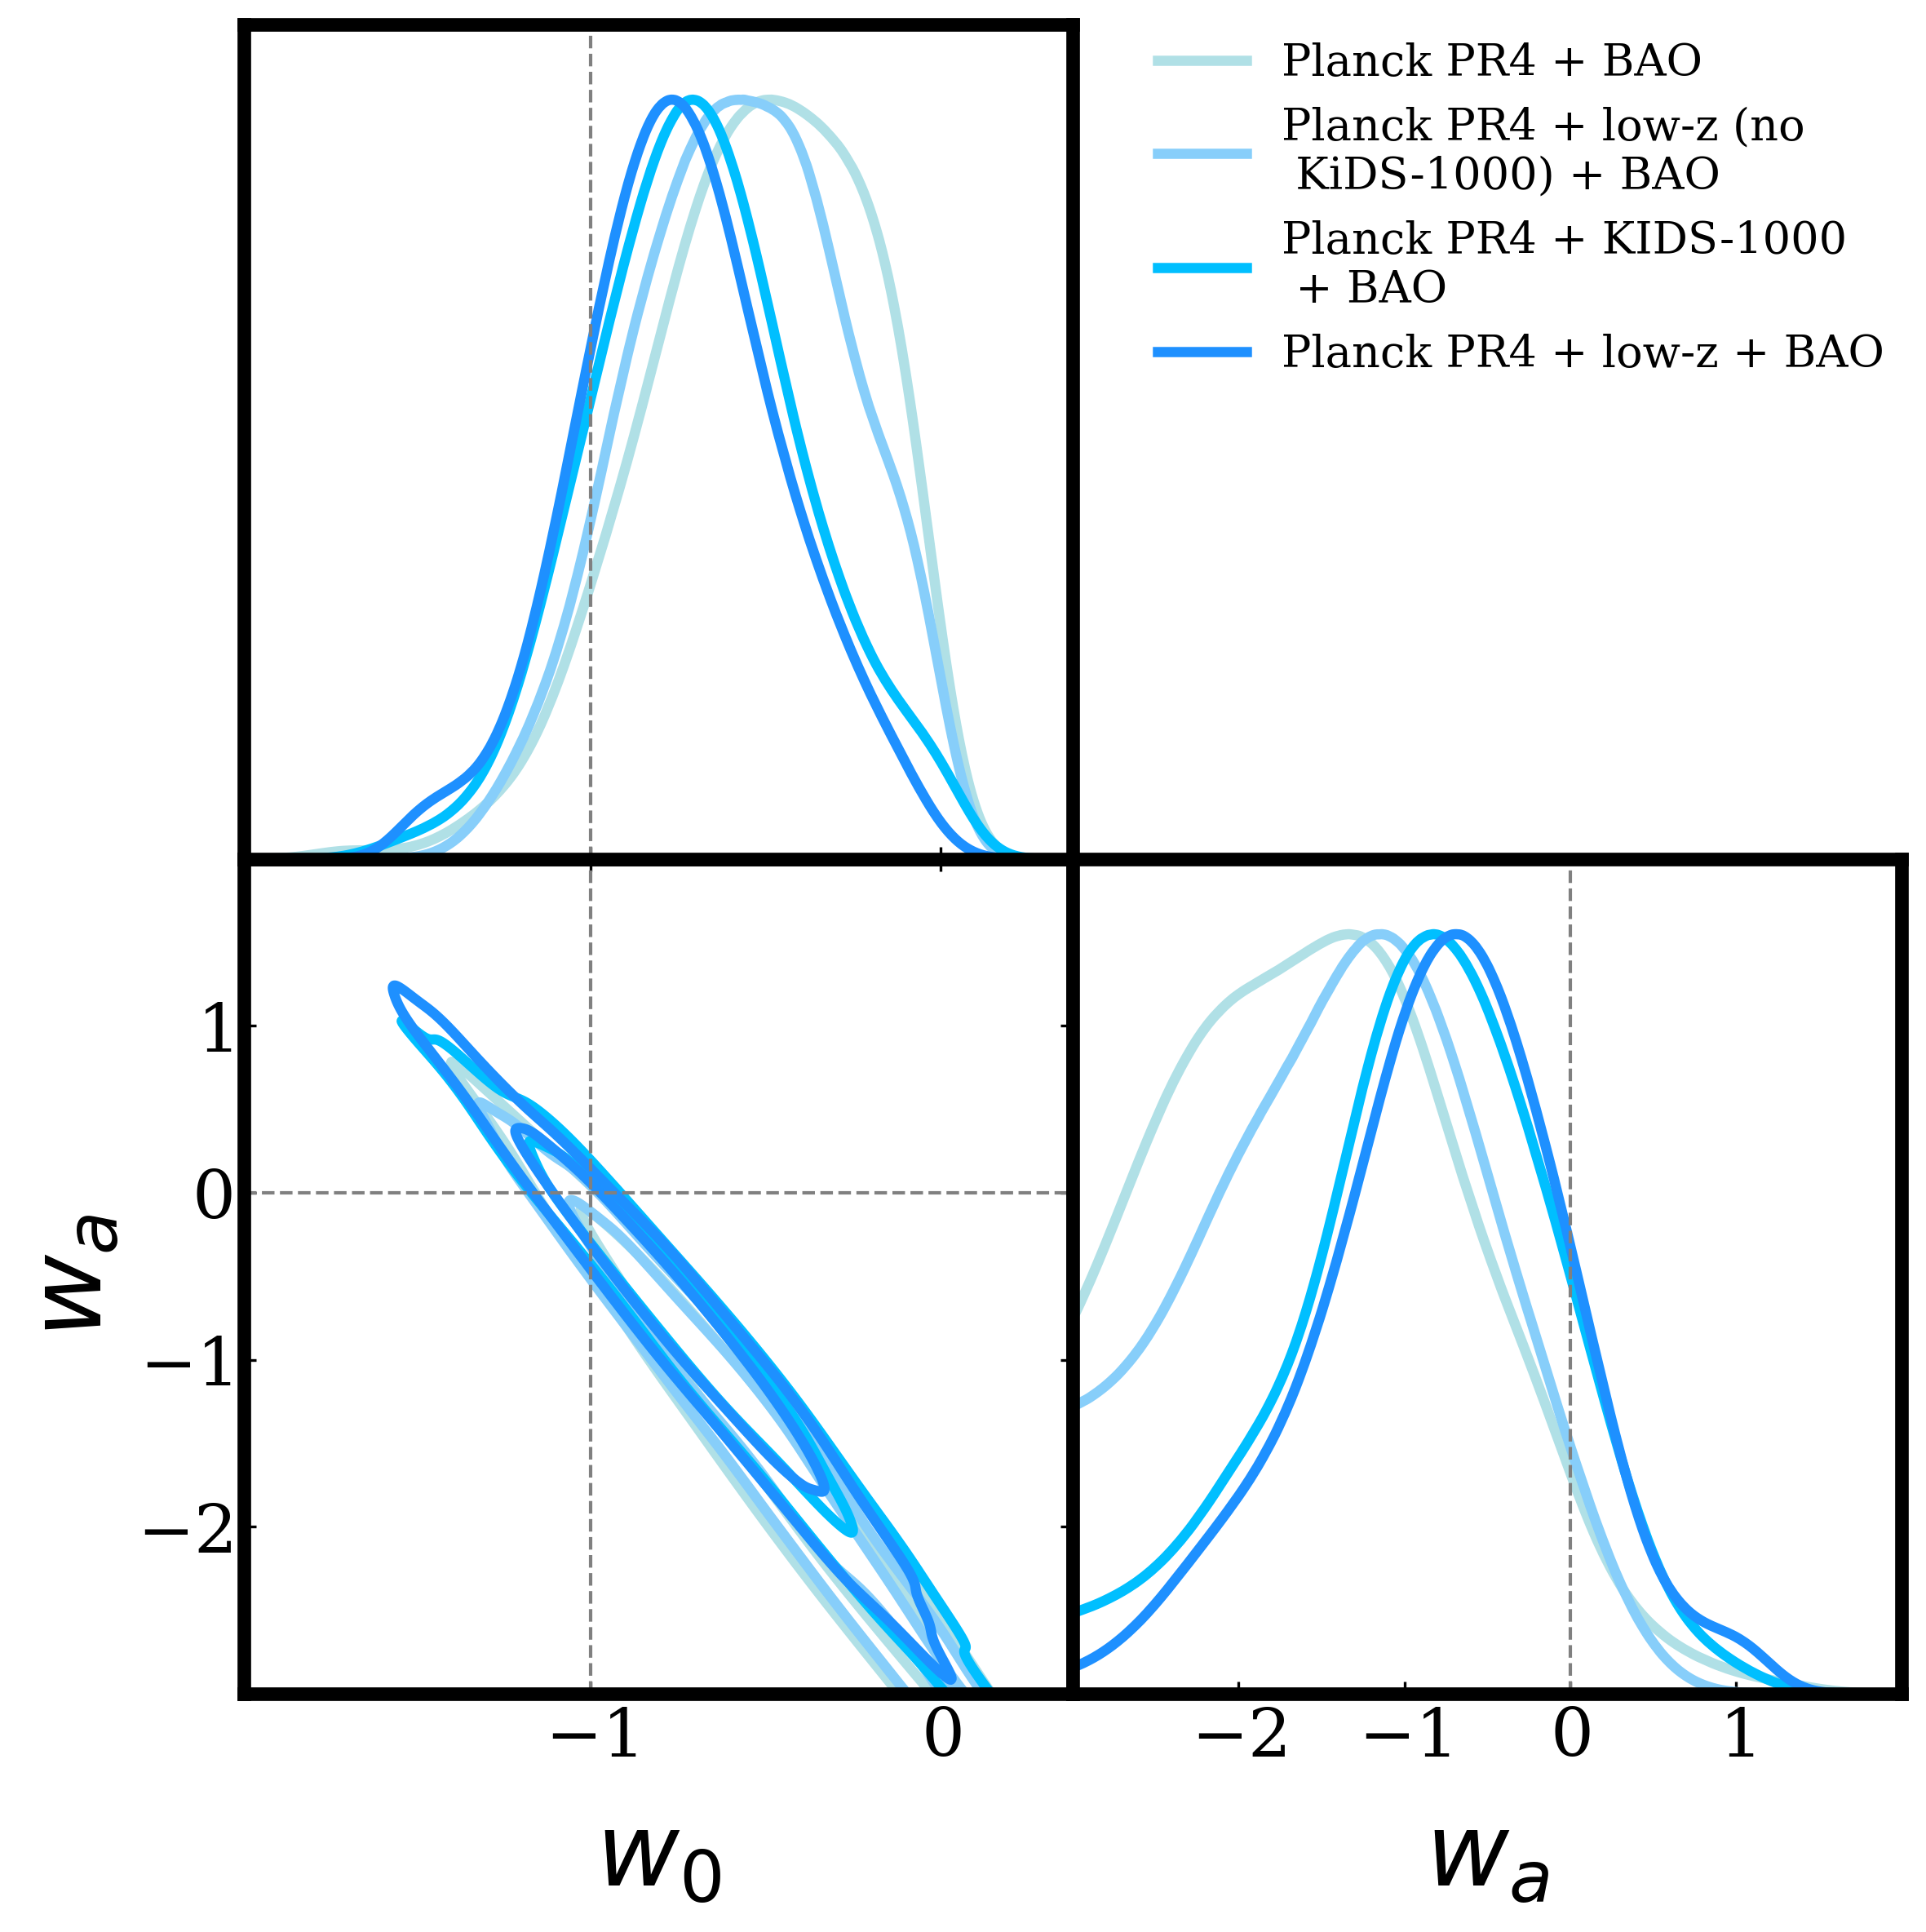 Planck PR4 + BAO
Planck PR4 + low-z (no
KiDS-1000) + BAO
Planck PR4 + KIDS-1000
+ BAO
Planck PR4 + low-z + BAO
1
0
−1
−2
w_a
−1 0
−2 −1 0 1
w_0
w_a